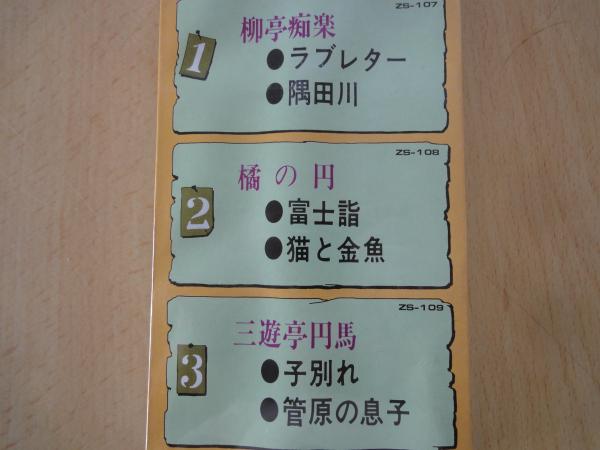 ZS-107
1
柳亭痴楽
●ラブレター
●隅田川
ZS-108
2
橘の円
●富士詣
●猫と金魚
ZS-109
3
三遊亭円馬
●子別れ
●管原の息子